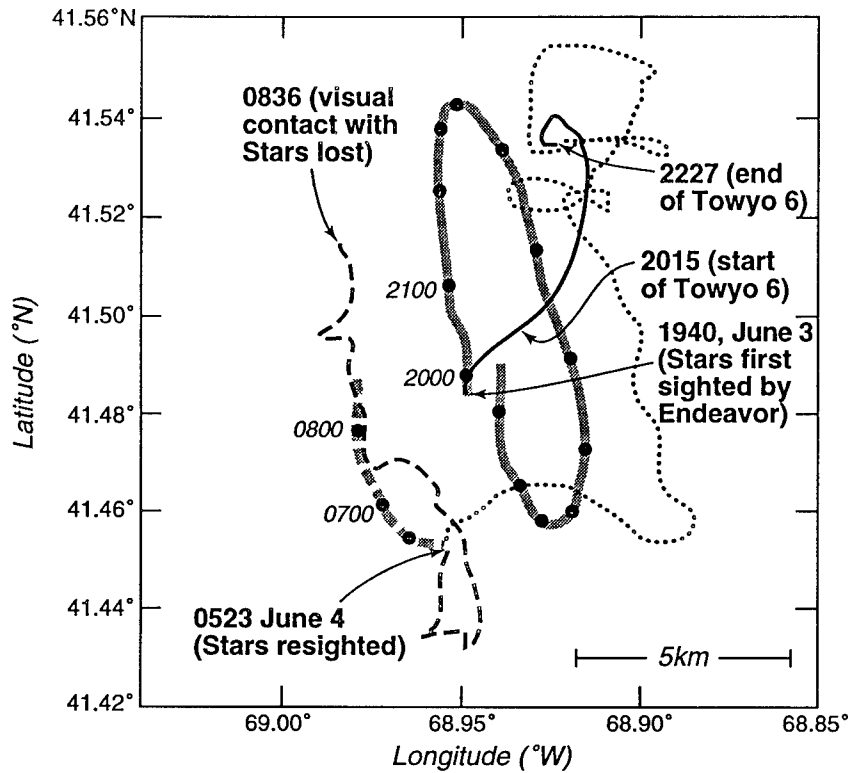 41.56°N
41.54°
41.52°
41.50°
41.48°
41.46°
41.44°
41.42°
Latitude (°N)
0836 (visual
contact with
Stars lost)
2227 (end
of Towyo 6)
2015 (start
of Towyo 6)
1940, June 3
(Stars first
sighted by
Endeavor)
2100
2000
0800
0700
0523 June 4
(Stars resighted)
5km
69.00°
68.95°
68.90°
68.85°
Longitude (°W)